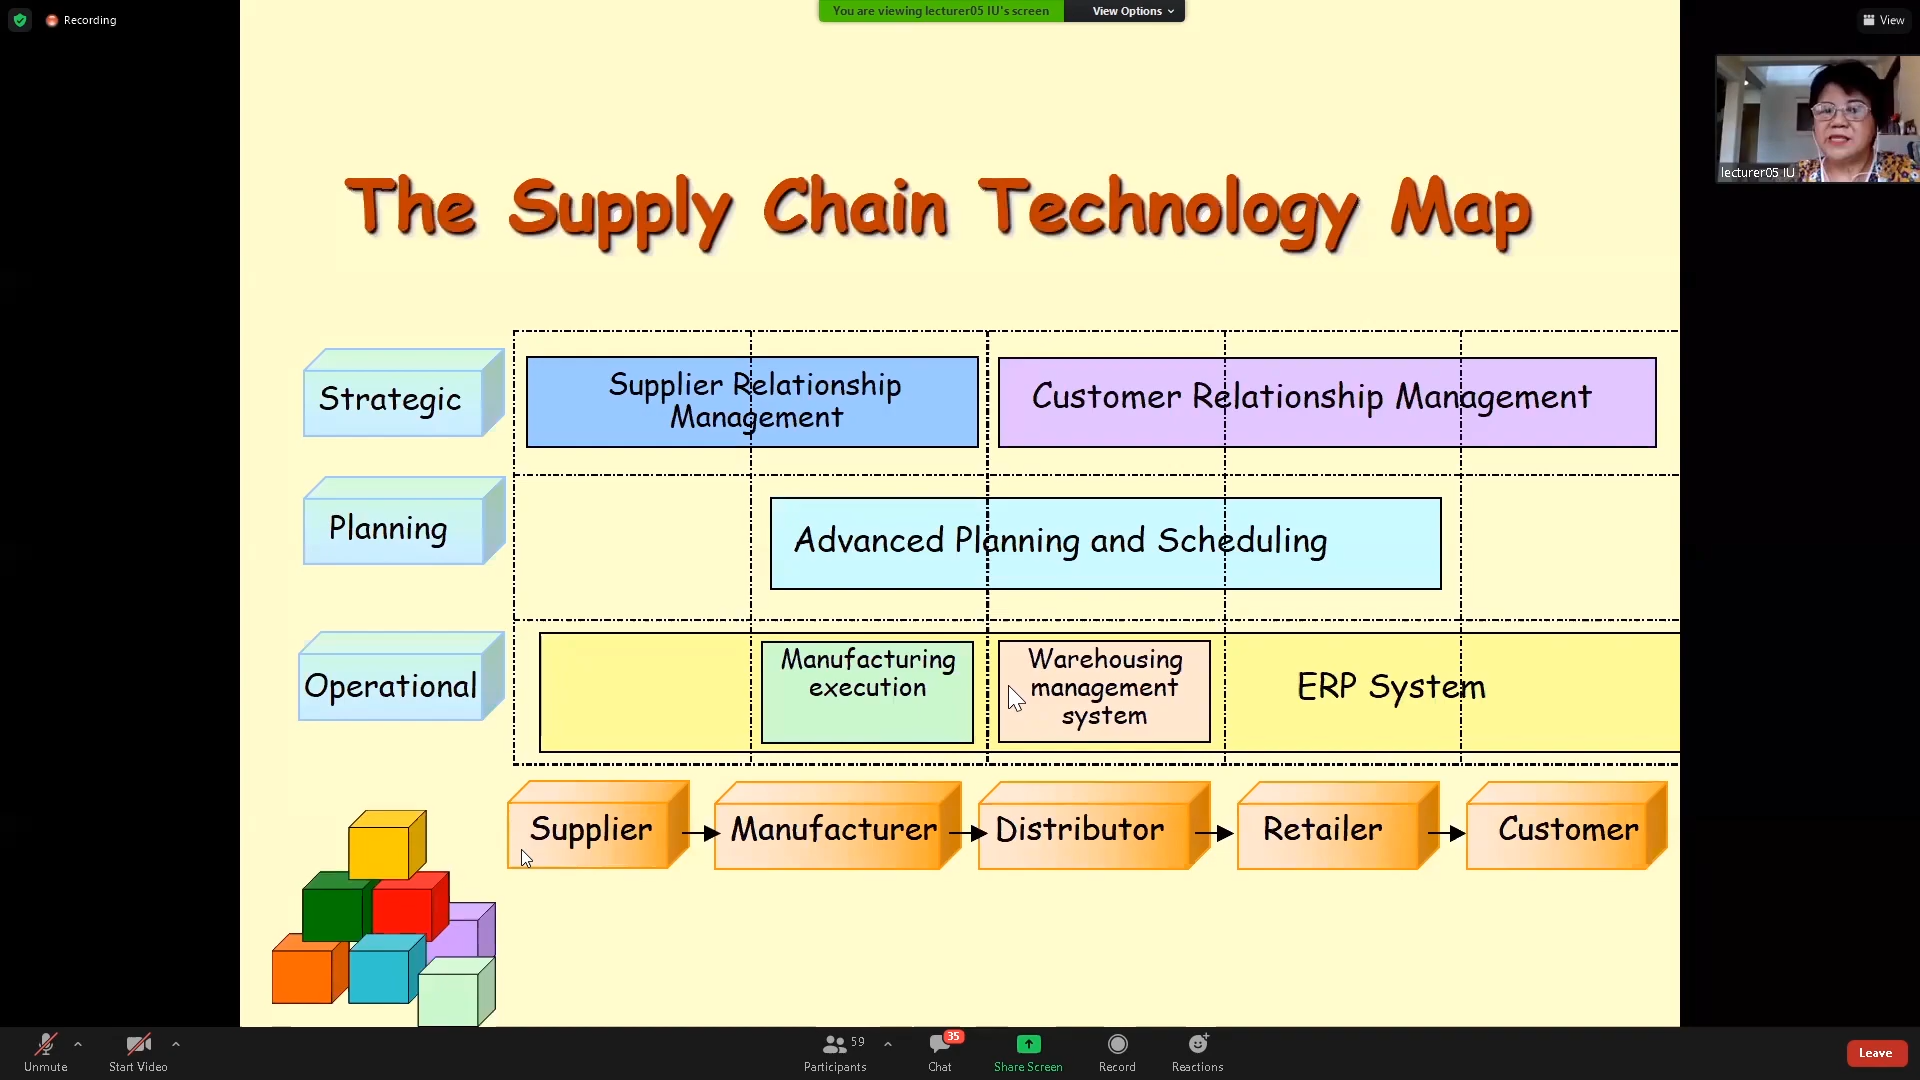 Recording
You are viewing lecturer05 IU's screen
View Options
View
lecturer05 IU
The Supply Chain Technology Map
Strategic
Supplier Relationship
Management
Customer Relationship Management
Planning
Advanced Planning and Scheduling
Operational
Manufacturing
execution
Warehousing
management
system
ERP System
Supplier
Manufacturer
Distributor
Retailer
Customer
Unmute
Start Video
59
Participants
35
Chat
Share Screen
Record
Reactions
Leave